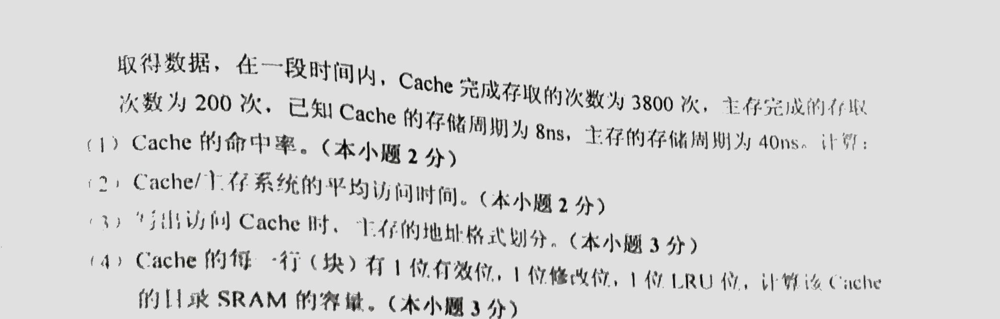 取得数据，在一段时间内，Cache 完成存取的次数为 3800 次，主存完成的存取
次数为 200 次，已知 Cache 的存储周期为 8ns，主存的存储周期为 40ns。计算：
（1）Cache 的命中率。（本小题 2 分）
（2）Cache/主存系统的平均访问时间。（本小题 2 分）
（3）写出访问 Cache 时，主存的地址格式划分。（本小题 3 分）
（4）Cache 的每一行（块）有 1 位有效位，1 位修改位，1 位 LRU 位，计算该 Cache
的目录 SRAM 的容量。（本小题 3 分）